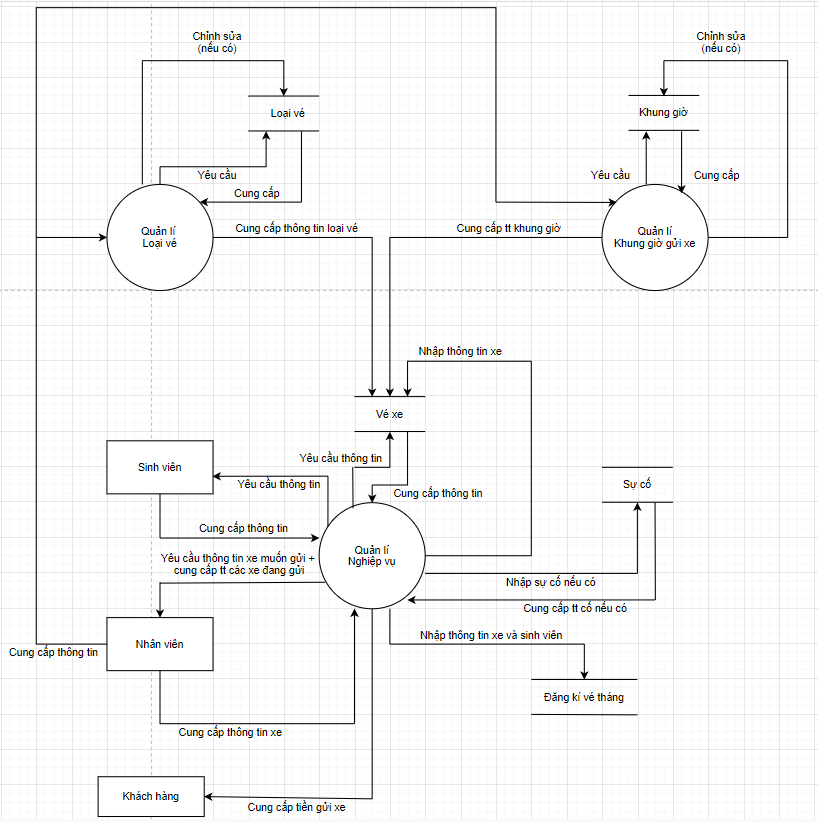 Chỉnh sửa
(nếu có)
Chỉnh sửa
(nếu có)
Loại vé
Khung giờ
Yêu cầu
Cung cấp
Yêu cầu
Cung cấp
Quản lí
Loại vé
Cung cấp thông tin loại vé
Cung cấp tt khung giờ
Quản lí
Khung giờ gửi xe
Nhập thông tin xe
Vé xe
Yêu cầu thông tin
Sinh viên
Yêu cầu thông tin
Cung cấp thông tin
Sự cố
Cung cấp thông tin
Quản lí
Nghiệp vụ
Yêu cầu thông tin xe muốn gửi +
cung cấp tt các xe đang gửi
Nhập sự cố nếu có
Cung cấp tt cố nếu có
Nhập thông tin xe và sinh viên
Nhân viên
Cung cấp thông tin
Đăng kí vé tháng
Cung cấp thông tin xe
Khách hàng
Cung cấp tiền gửi xe